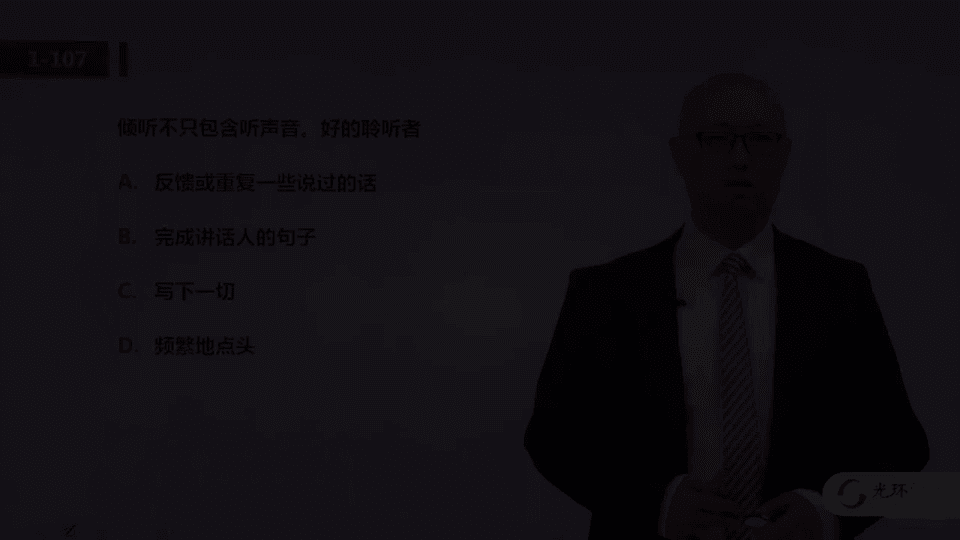 1-107
倾听不只包含听声音。好的聆听者
A. 反馈或重复一些说过的话
B. 完成讲话人的句子
C. 写下一切
D. 频繁地点头
光环